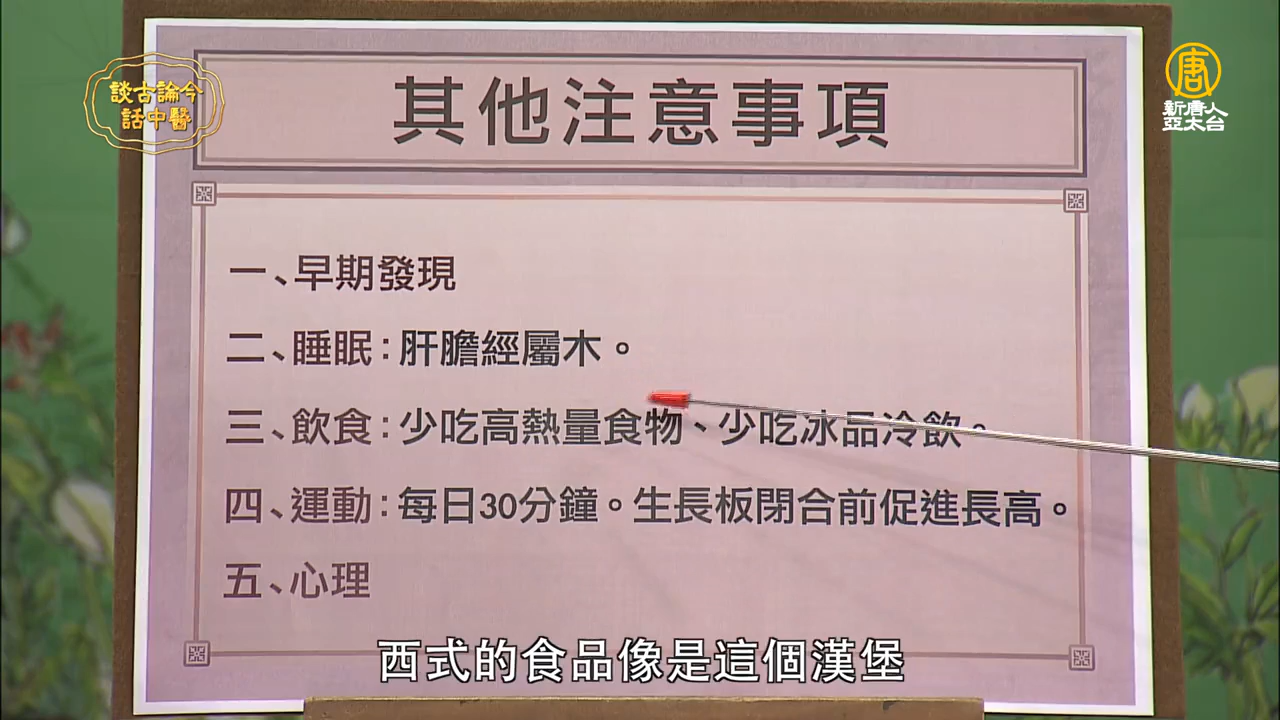 談古論今
話中醫
唐
新唐人
亞太台
其他注意事項
一、早期發現
二、睡眠：肝膽經屬木。
三、飲食：少吃高熱量食物、少吃冰品冷飲。
四、運動：每日30分鐘。生長板閉合前促進長高。
五、心理
西式的食品像是這個漢堡